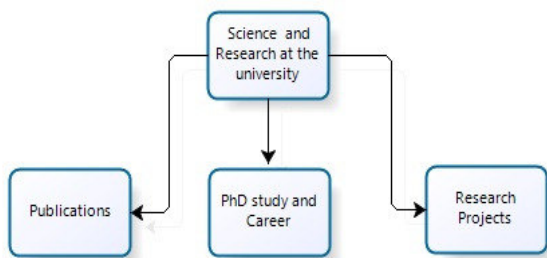 Science and
Research at the
university
Publications
PhD study and
Career
Research
Projects